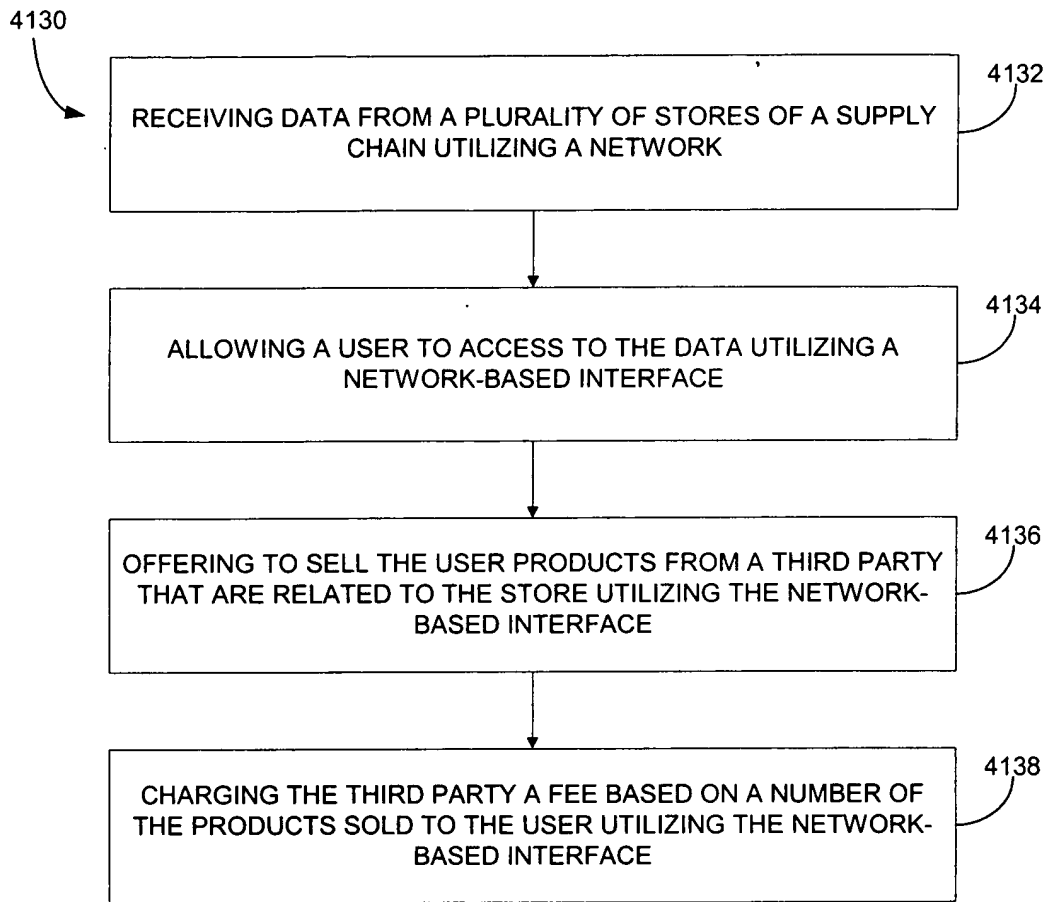 4130
4132
RECEIVING DATA FROM A PLURALITY OF STORES OF A SUPPLY
CHAIN UTILIZING A NETWORK
4134
ALLOWING A USER TO ACCESS TO THE DATA UTILIZING A
NETWORK-BASED INTERFACE
4136
OFFERING TO SELL THE USER PRODUCTS FROM A THIRD PARTY
THAT ARE RELATED TO THE STORE UTILIZING THE NETWORK-
BASED INTERFACE
4138
CHARGING THE THIRD PARTY A FEE BASED ON A NUMBER OF
THE PRODUCTS SOLD TO THE USER UTILIZING THE NETWORK-
BASED INTERFACE